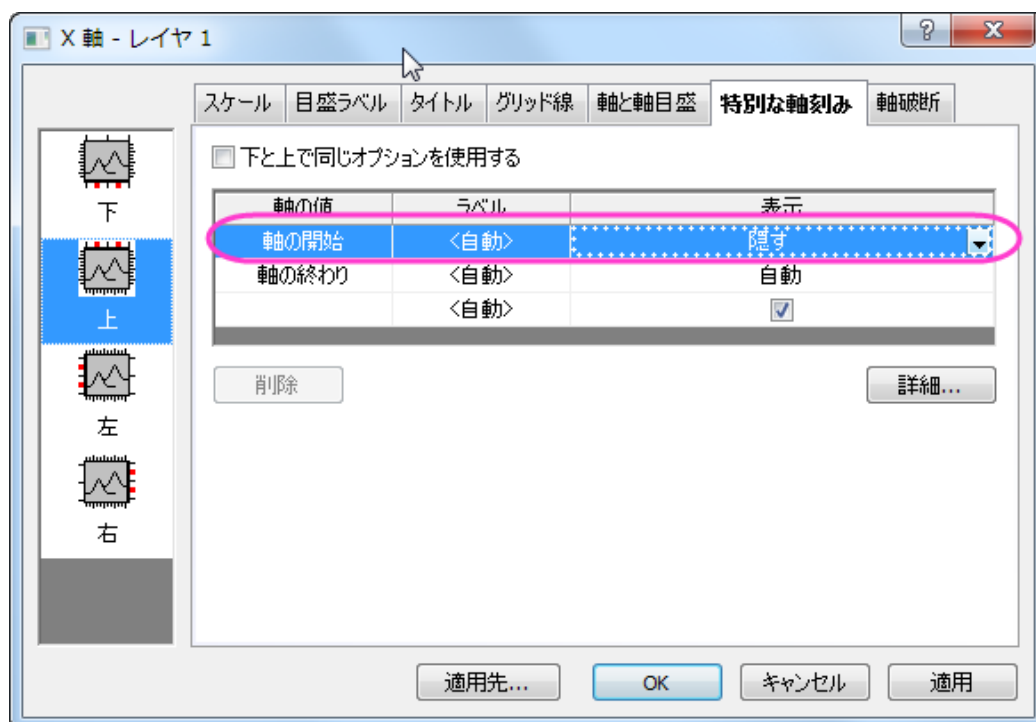 X 軸 - レイヤ 1
スケール 目盛ラベル タイトル グリッド線 軸と軸目盛 特別な軸刻み 軸破断
下と上で同じオプションを使用する
下
上
左
右
軸の値 ラベル 表示
軸の開始 <自動> 隠す
軸の終わり <自動> 自動
<自動>
削除 詳細...
適用先... OK キャンセル 適用